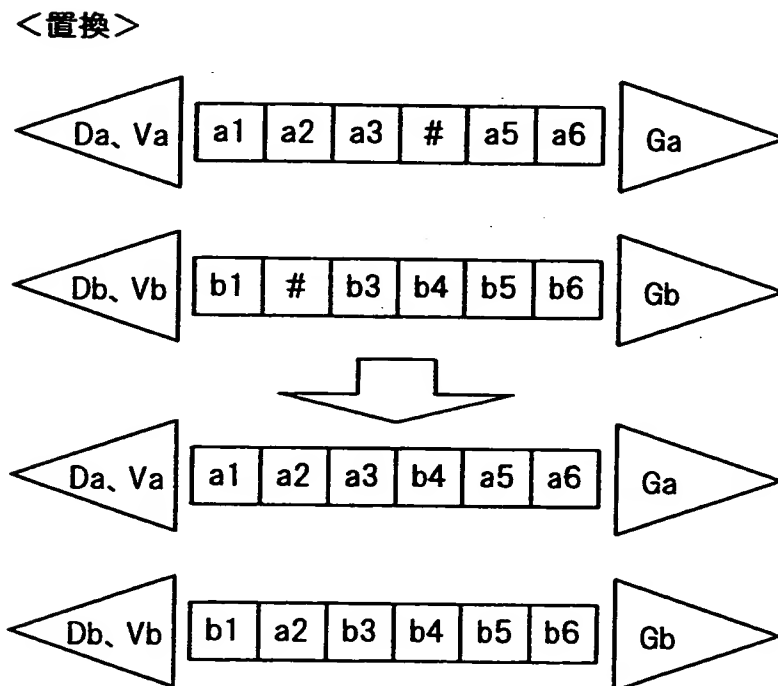 <置換>
Da、Va a1 a2 a3 # a5 a6 Ga
Db、Vb b1 # b3 b4 b5 b6 Gb
Da、Va a1 a2 a3 b4 a5 a6 Ga
Db、Vb b1 a2 b3 b4 b5 b6 Gb